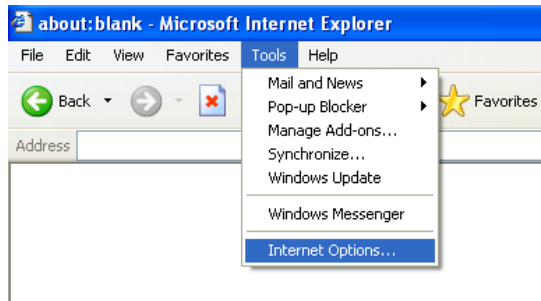 about:blank - Microsoft Internet Explorer
File Edit View Favorites Tools Help
Mail and News
Back Pop-up Blocker Favorites
Manage Add-ons...
Address
Synchronize...
Windows Update
Windows Messenger
Internet Options...